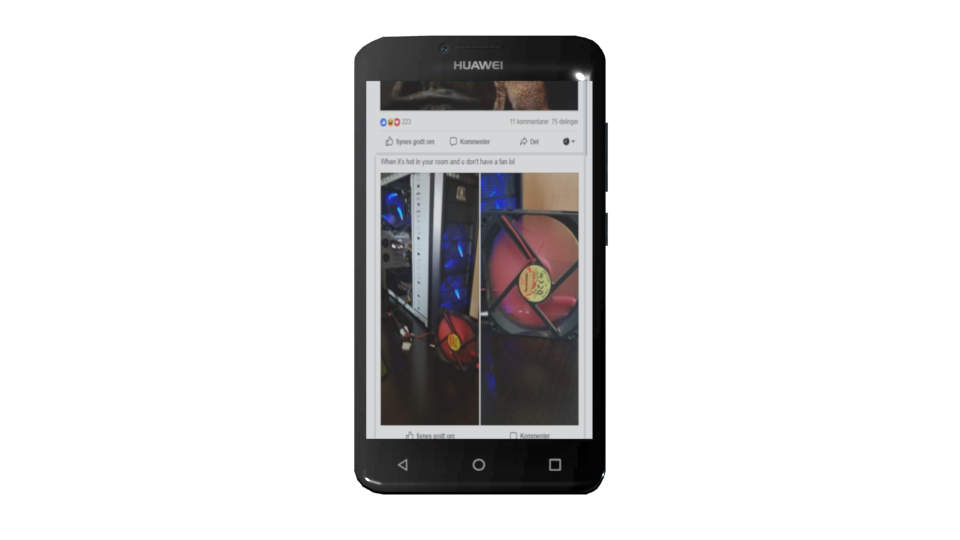 HUAWEI
223 11 kommentarer 75 delinger
Synes godt om Kommenter Del
When it's hot in your room and u don't have a fan lol
Synes godt om Kommenter